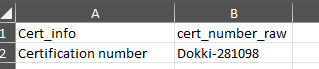 A B
1 Cert_info cert_number_raw
2 Certification number Dokki-281098